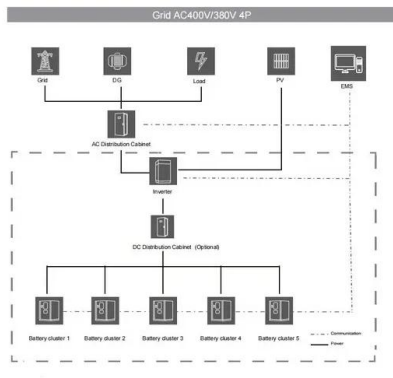 Grid AC400V/380V 4P
Grid
DG
Load
PV
EMS
AC Distribution Cabinet
Inverter
DC Distribution Cabinet (Optional)
Battery cluster 1
Battery cluster 2
Battery cluster 3
Battery cluster 4
Battery cluster 5
Communication
Power